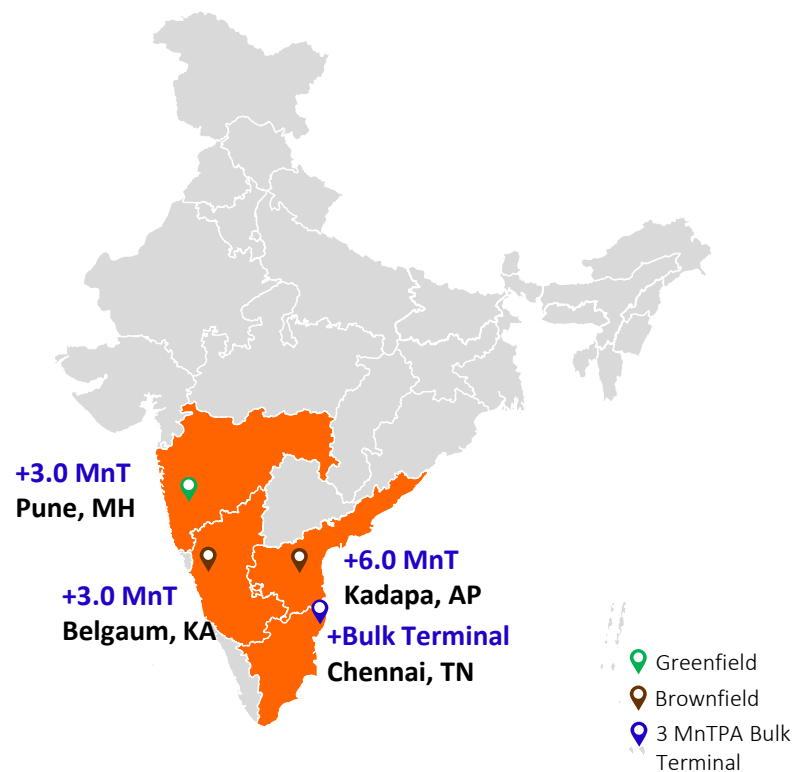 +3.0 MnT
Pune, MH
+3.0 MnT
Belgaum, KA
+6.0 MnT
Kadapa, AP
+Bulk Terminal
Chennai, TN
Greenfield
Brownfield
3 MnTPA Bulk
Terminal